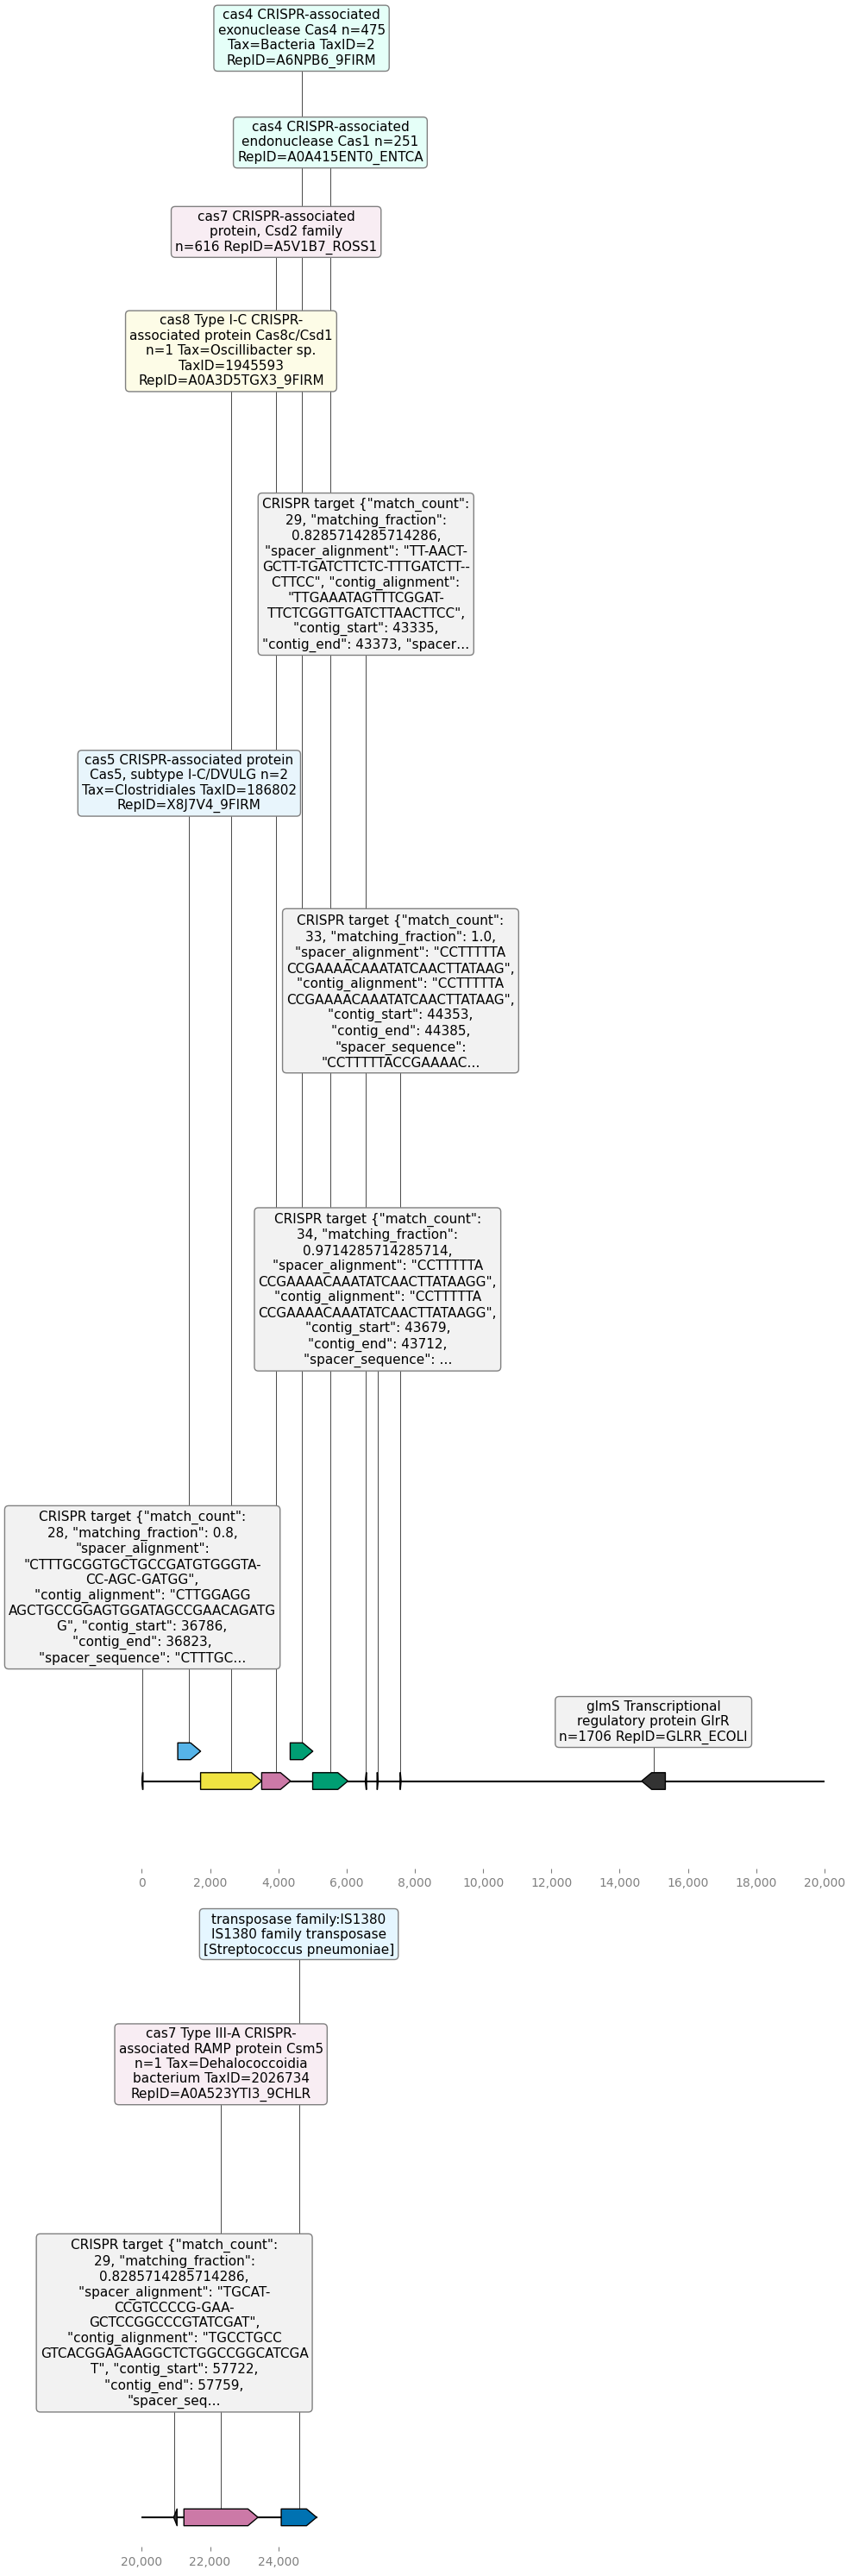 cas4 CRISPR-associated
exonuclease Cas4 n=475
Tax=Bacteria TaxID=2
RepID=A6NPB6_9FIRM
cas4 CRISPR-associated
endonuclease Cas1 n=251
RepID=A0A415ENT0_ENTCA
cas7 CRISPR-associated
protein, Csd2 family
n=616 RepID=A5V1B7_ROSS1
cas8 Type I-C CRISPR-
associated protein Cas8c/Csd1
n=1 Tax=Oscillibacter sp.
TaxID=1945593
RepID=A0A3D5TGX3_9FIRM
CRISPR target {"match_count":
29, "matching_fraction":
0.8285714285714286,
"spacer_alignment": "TT-AACT-
GCTT-TGATCTTCTC-TTTGATCTT--
CTTCC", "contig_alignment":
"TTGAAATAGTTTCGGAT-
TTCTCGGTTGATCTTAACTTCC",
"contig_start": 43335,
"contig_end": 43373, "spacer...
cas5 CRISPR-associated protein
Cas5, subtype I-C/DVULG n=2
Tax=Clostridiales TaxID=186802
RepID=X8J7V4_9FIRM
CRISPR target {"match_count":
33, "matching_fraction": 1.0,
"spacer_alignment": "CCTTTTTA
CCGAAAACAAATATCAACTTATAAG",
"contig_alignment": "CCTTTTTA
CCGAAAACAAATATCAACTTATAAG",
"contig_start": 44353,
"contig_end": 44385,
"spacer_sequence":
"CCTTTTTACCGAAAAC...
CRISPR target {"match_count":
34, "matching_fraction":
0.9714285714285714,
"spacer_alignment": "CCTTTTTA
CCGAAAACAAATATCAACTTATAAGG",
"contig_alignment": "CCTTTTTA
CCGAAAACAAATATCAACTTATAAGG",
"contig_start": 43679,
"contig_end": 43712,
"spacer_sequence": ...
CRISPR target {"match_count":
28, "matching_fraction": 0.8,
"spacer_alignment":
"CTTTGCGGTGCTGCCGATGTGGGTA-
CC-AGC-GATGG",
"contig_alignment": "CTTGGAGG
AGCTGCCGGAGTGGATAGCCGAACAGATG
G", "contig_start": 36786,
"contig_end": 36823,
"spacer_sequence": "CTTTGC...
glmS Transcriptional
regulatory protein GlrR
n=1706 RepID=GLRR_ECOLI
0 2,000 4,000 6,000 8,000 10,000 12,000 14,000 16,000 18,000 20,000
transposase family:IS1380
IS1380 family transposase
[Streptococcus pneumoniae]
cas7 Type III-A CRISPR-
associated RAMP protein Csm5
n=1 Tax=Dehalococcoidia
bacterium TaxID=2026734
RepID=A0A523YTI3_9CHLR
CRISPR target {"match_count":
29, "matching_fraction":
0.8285714285714286,
"spacer_alignment": "TGCAT-
CCGTCCCCG-GAA-
GCTCCGGCCCGTATCGAT",
"contig_alignment": "TGCCTGCC
GTCACGGAGAAGGCTCTGGCCGGCATCGA
T", "contig_start": 57722,
"contig_end": 57759,
"spacer_seq...
20,000 22,000 24,000